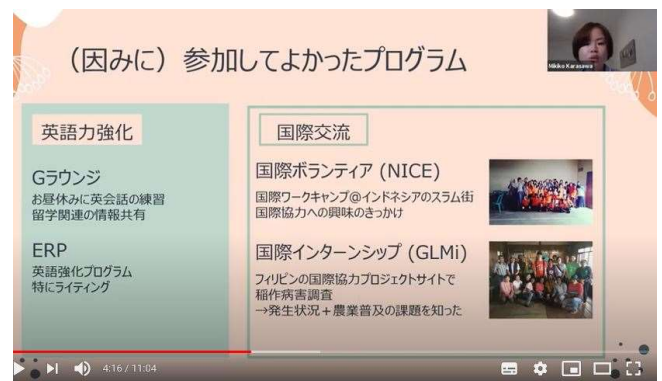 （因みに）参加してよかったプログラム
Mikiko Karasawa
英語力強化
Gラウンジ
お昼休みに英会話の練習
留学関連の情報共有
ERP
英語強化プログラム
特にライティング
国際交流
国際ボランティア (NICE)
国際ワークキャンプ@インドネシアのスラム街
国際協力への興味のきっかけ
国際インターンシップ (GLMi)
フィリピンの国際協力プロジェクトサイトで
稲作病害調査
→発生状況＋農業普及の課題を知った
4:16 / 11:04